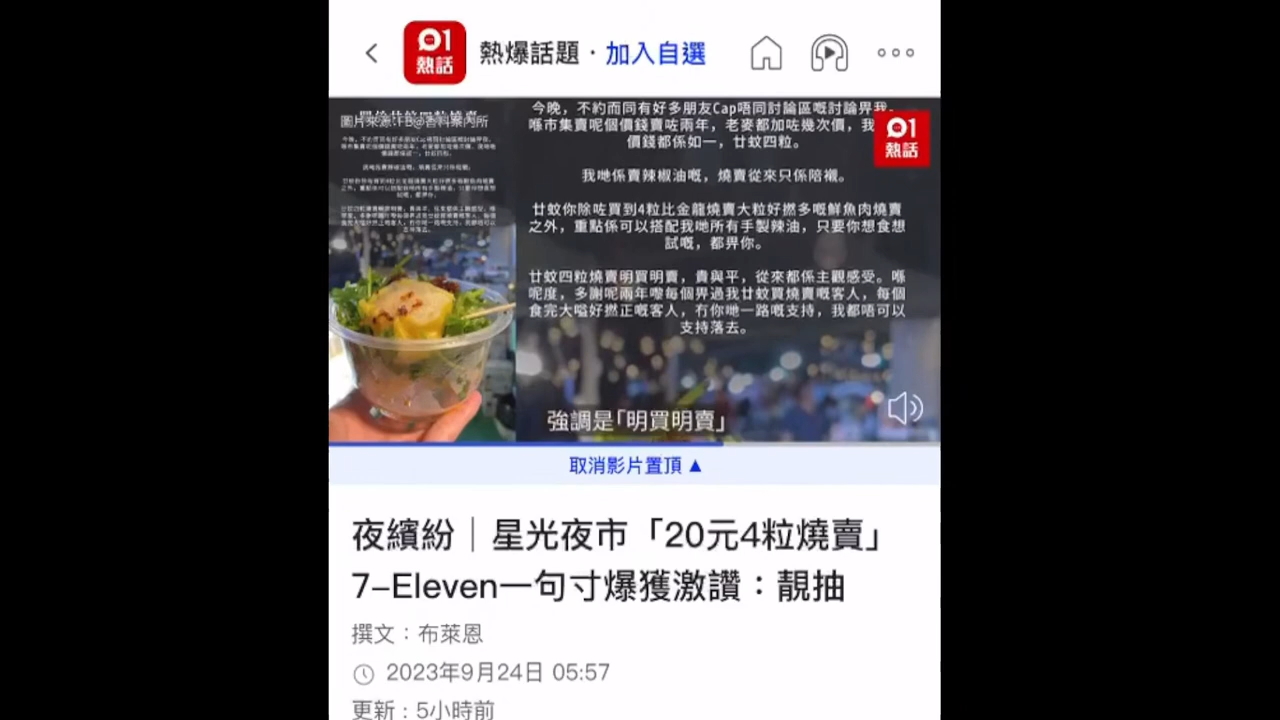 01
熱話
熱爆話題·加入自選
圖片來源:FB@香料案內所
今晚，不約而同有好多朋友Cap唔同討論區嘅討論畀我。
喺市集賣呢個價錢賣咗兩年，老麥都加咗幾次價，我
價錢都係如一，廿蚊四粒。
我哋係賣辣椒油嘅，燒賣從來只係陪襯。
廿蚊你除咗買到4粒比金龍燒賣大粒好撚多嘅鮮魚肉燒賣
之外，重點係可以搭配我哋所有手製辣油，只要你想食想
試嘅，都畀你。
廿蚊四粒燒賣明買明賣，貴與平，從來都係主觀感受。喺
呢度，多謝呢兩年嚟每個畀過我廿蚊買燒賣嘅客人，每個
食完大嗌好撚正嘅客人，冇你哋一路嘅支持，我都唔可以
支持落去。
01
熱話
強調是「明買明賣」
取消影片置頂 ▲
夜繽紛｜星光夜市「20元4粒燒賣」
7-Eleven一句寸爆獲激讚：靚抽
撰文：布萊恩
2023年9月24日 05:57
更新：5小時前